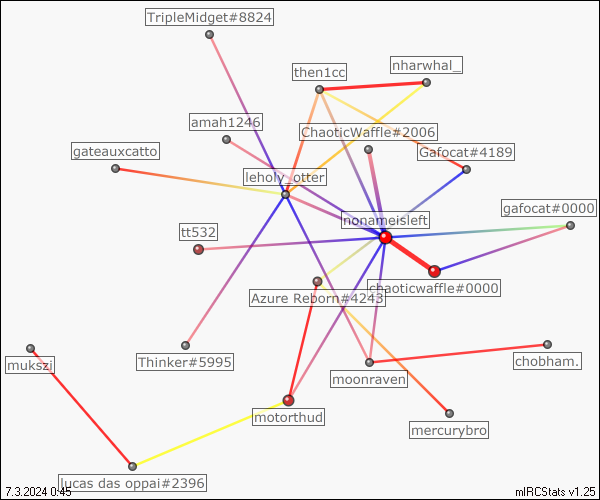 TripleMidget#8824
then1cc
nharwhal_
amah1246
ChaoticWaffle#2006
gateauxcatto
Gafocat#4189
leholy_otter
nonameisleft
gafocat#0000
tt532
chaoticwaffle#0000
Azure Reborn#4243
mukszi
Thinker#5995
moonraven
chobham.
motorthud
mercurybro
lucas das oppai#2396
7.3.2024 0:45
mIRCStats v1.25